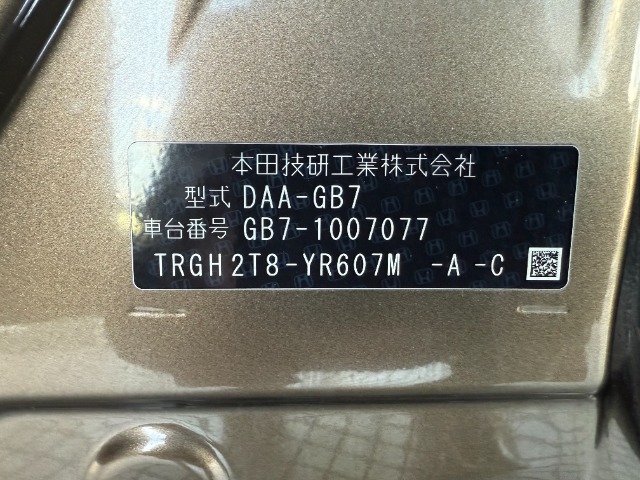 本田技研工業株式会社
型式 DAA-GB7
車台番号 GB7-1007077
TRGH2T8-YR607M -A -C